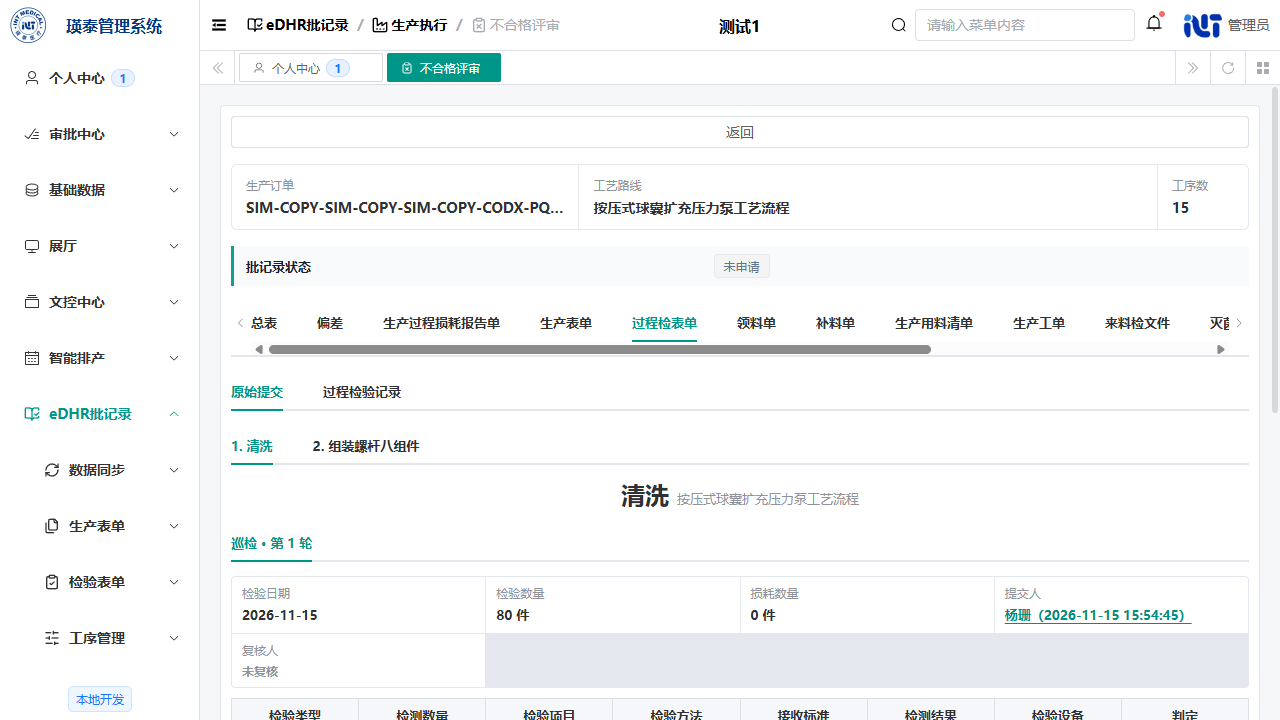 瑛泰管理系统
eDHR批记录 / 生产执行 / 不合格评审
测试1
请输入菜单内容
管理员
个人中心 1
审批中心
基础数据
展厅
文控中心
智能排产
eDHR批记录
数据同步
生产表单
检验表单
工序管理
本地开发
个人中心 1
不合格评审
返回
生产订单
SIM-COPY-SIM-COPY-SIM-COPY-CODX-PQ...
工艺路线
按压式球囊扩充压力泵工艺流程
工序数
15
批记录状态
未申请
总表 偏差 生产过程损耗报告单 生产表单 过程检表单 领料单 补料单 生产用料清单 生产工单 来料检文件
原始提交 过程检验记录
1. 清洗 2. 组装螺杆八组件
清洗 按压式球囊扩充压力泵工艺流程
巡检 • 第 1 轮
检验日期
2026-11-15
检验数量
80 件
损耗数量
0 件
提交人
杨珊（2026-11-15 15:54:45）
复核人
未复核
检验类型 检测数量 检验项目 检验方法 接收标准 检测结果 检验设备 判定